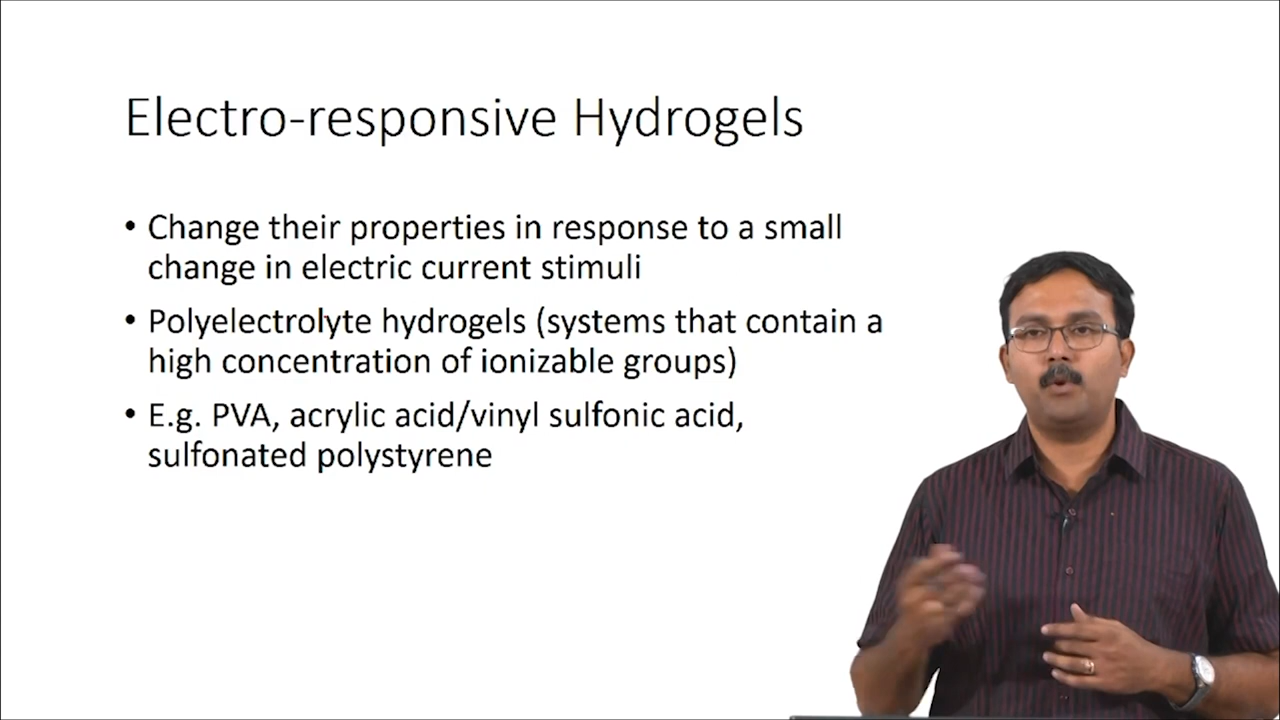 Electro-responsive Hydrogels
• Change their properties in response to a small
change in electric current stimuli
• Polyelectrolyte hydrogels (systems that contain a
high concentration of ionizable groups)
• E.g. PVA, acrylic acid/vinyl sulfonic acid,
sulfonated polystyrene